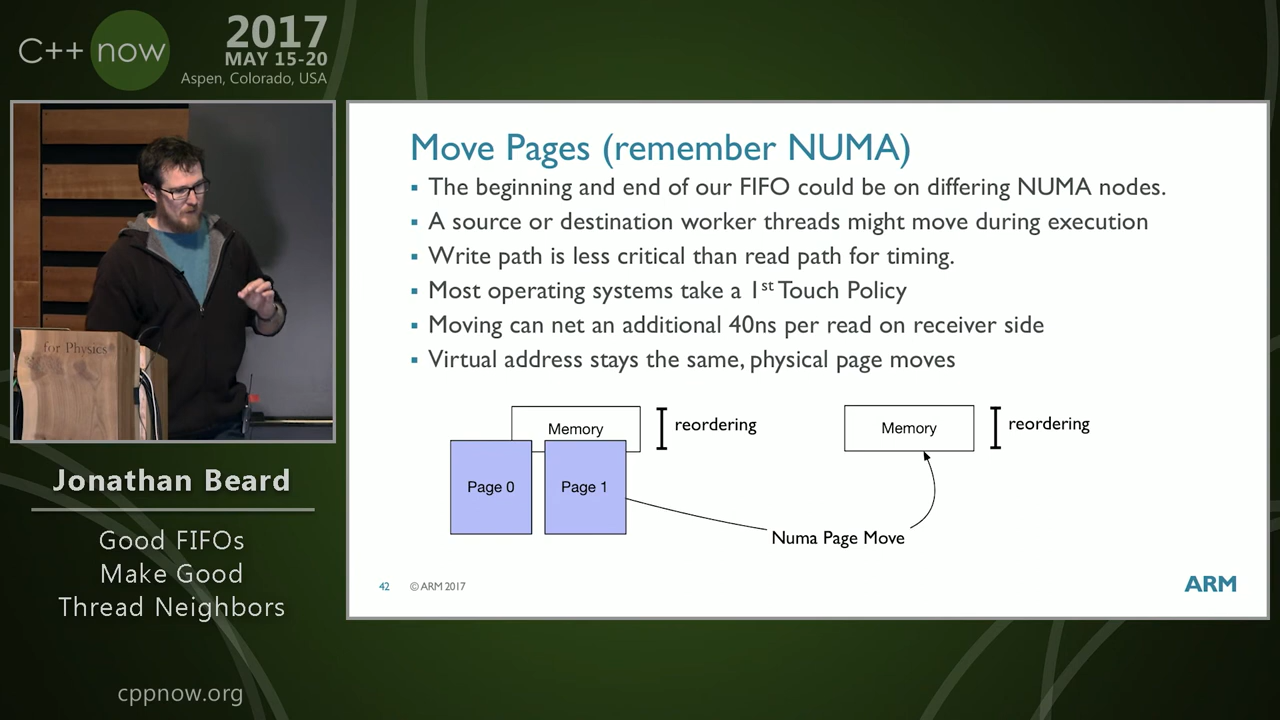 C++ now
2017
MAY 15-20
Aspen, Colorado, USA
for Physics
Jonathan Beard
Good FIFOs
Make Good
Thread Neighbors
cppnow.org
Move Pages (remember NUMA)
▪ The beginning and end of our FIFO could be on differing NUMA nodes.
▪ A source or destination worker threads might move during execution
▪ Write path is less critical than read path for timing.
▪ Most operating systems take a 1st Touch Policy
▪ Moving can net an additional 40ns per read on receiver side
▪ Virtual address stays the same, physical page moves
Memory
reordering
Memory
reordering
Page 0
Page 1
Numa Page Move
42 © ARM 2017
ARM